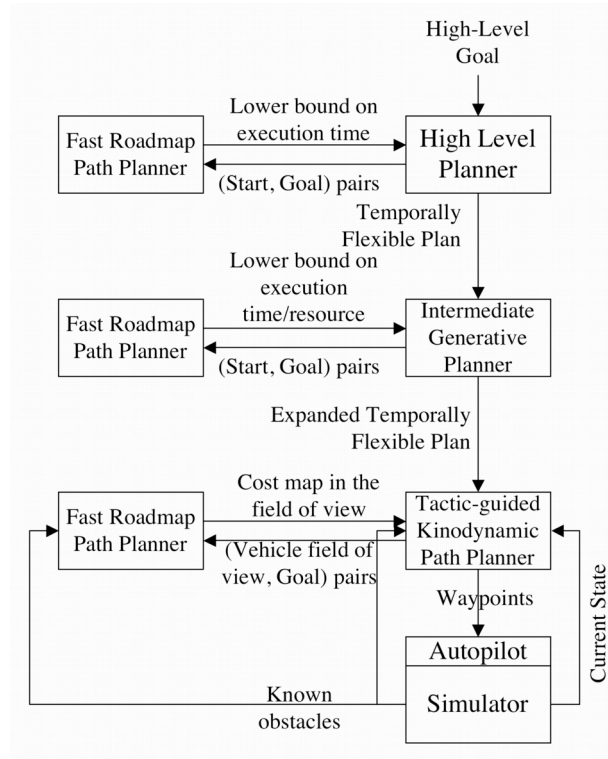 High-Level
Goal
Fast Roadmap
Path Planner
Lower bound on
execution time
(Start, Goal) pairs
High Level
Planner
Temporally
Flexible Plan
Fast Roadmap
Path Planner
Lower bound on
execution
time/resource
(Start, Goal) pairs
Intermediate
Generative
Planner
Expanded Temporally
Flexible Plan
Fast Roadmap
Path Planner
Cost map in the
field of view
(Vehicle field of
view, Goal) pairs
Tactic-guided
Kinodynamic
Path Planner
Waypoints
Current State
Autopilot
Simulator
Known
obstacles